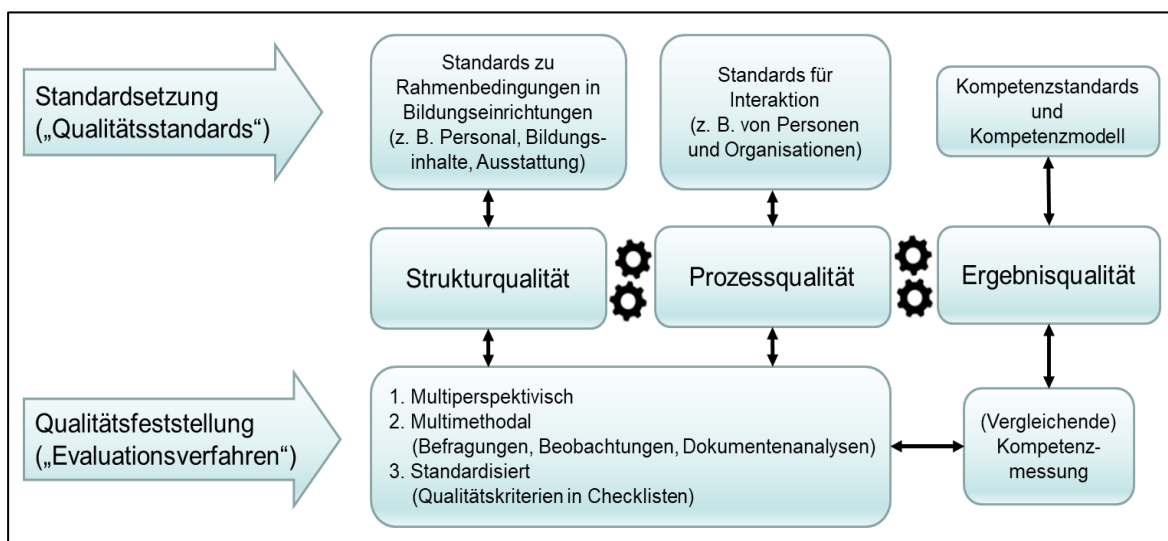 Standardsetzung
(„Qualitätsstandards“)
Standards zu
Rahmenbedingungen in
Bildungseinrichtungen
(z. B. Personal, Bildungs-
inhalte, Ausstattung)
Standards für
Interaktion
(z. B. von Personen
und Organisationen)
Kompetenzstandards
und
Kompetenzmodell
Strukturqualität
Prozessqualität
Ergebnisqualität
Qualitätsfeststellung
(„Evaluationsverfahren“)
1. Multiperspektivisch
2. Multimethodal
(Befragungen, Beobachtungen, Dokumentenanalysen)
3. Standardisiert
(Qualitätskriterien in Checklisten)
(Vergleichende)
Kompetenz-
messung